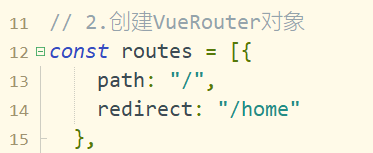 11 // 2.创建VueRouter对象
12 const routes = [{
13 path: "/",
14 redirect: "/home"
15 },